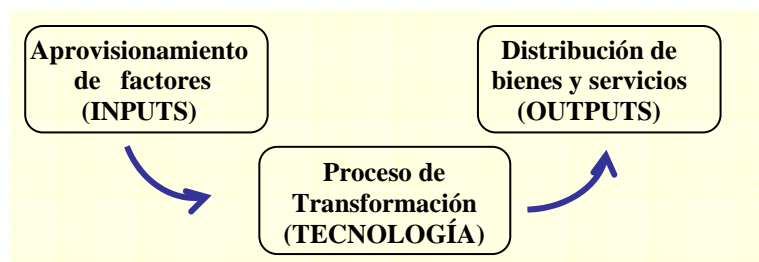 Aprovisionamiento
de factores
(INPUTS)
Distribución de
bienes y servicios
(OUTPUTS)
Proceso de
Transformación
(TECNOLOGÍA)